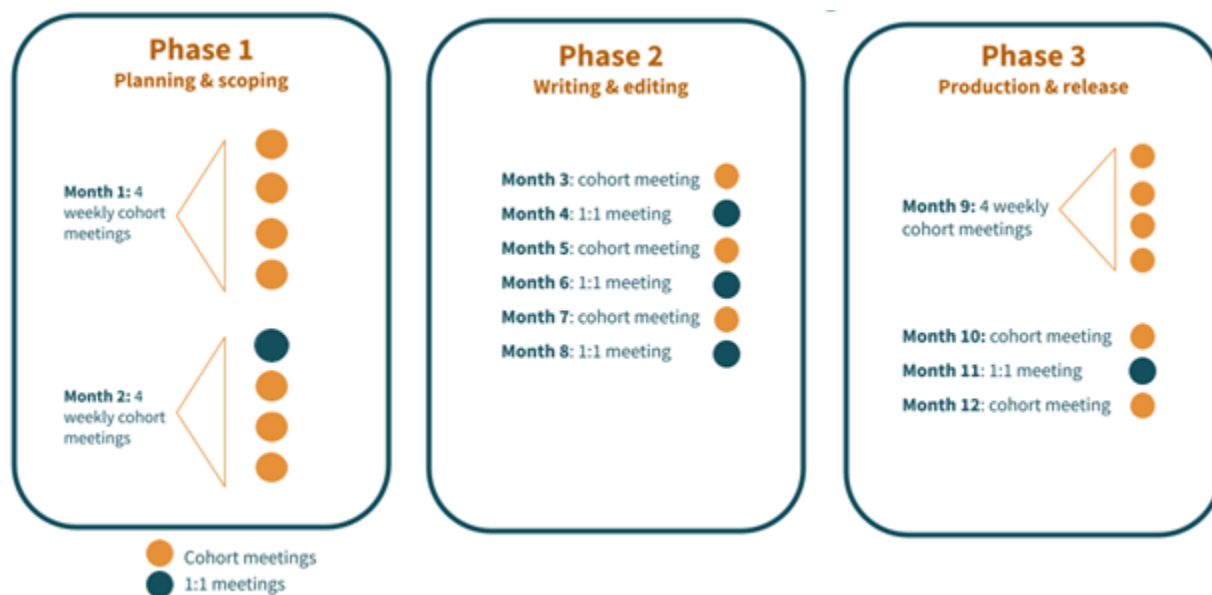 Phase 1
Planning & scoping
Month 1: 4
weekly cohort
meetings
Month 2: 4
weekly cohort
meetings
Phase 2
Writing & editing
Month 3: cohort meeting
Month 4: 1:1 meeting
Month 5: cohort meeting
Month 6: 1:1 meeting
Month 7: cohort meeting
Month 8: 1:1 meeting
Phase 3
Production & release
Month 9: 4 weekly
cohort meetings
Month 10: cohort meeting
Month 11: 1:1 meeting
Month 12: cohort meeting
Cohort meetings
1:1 meetings